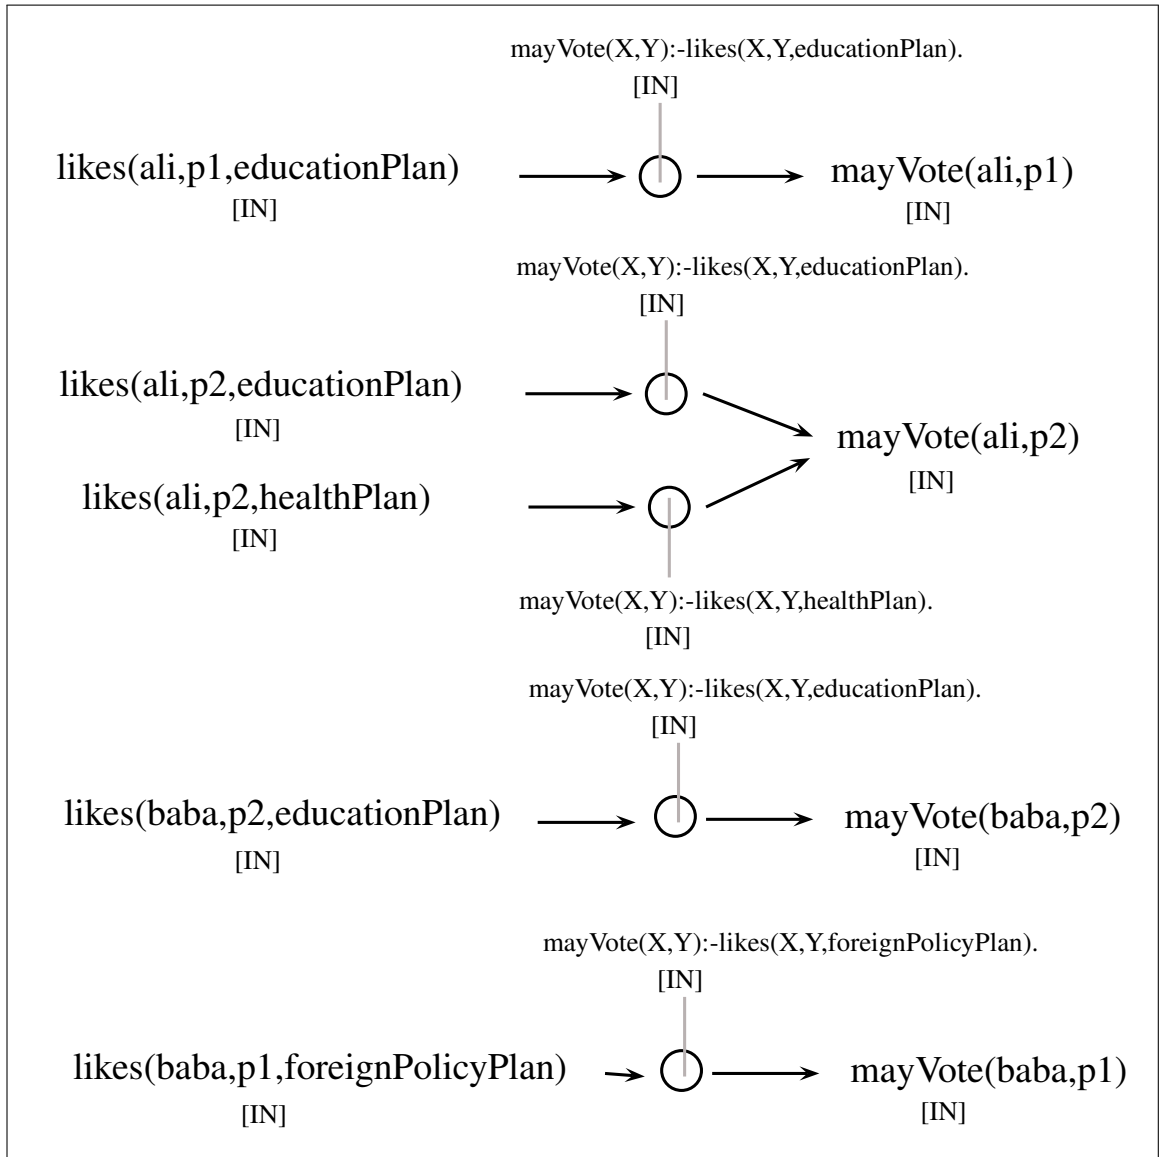 mayVote(X,Y):-likes(X,Y,educationPlan).
[IN]
likes(ali,p1,educationPlan)
[IN]
mayVote(ali,p1)
[IN]
mayVote(X,Y):-likes(X,Y,educationPlan).
[IN]
likes(ali,p2,educationPlan)
[IN]
mayVote(ali,p2)
[IN]
likes(ali,p2,healthPlan)
[IN]
mayVote(X,Y):-likes(X,Y,healthPlan).
[IN]
mayVote(X,Y):-likes(X,Y,educationPlan).
[IN]
likes(baba,p2,educationPlan)
[IN]
mayVote(baba,p2)
[IN]
mayVote(X,Y):-likes(X,Y,foreignPolicyPlan).
[IN]
likes(baba,p1,foreignPolicyPlan)
[IN]
mayVote(baba,p1)
[IN]